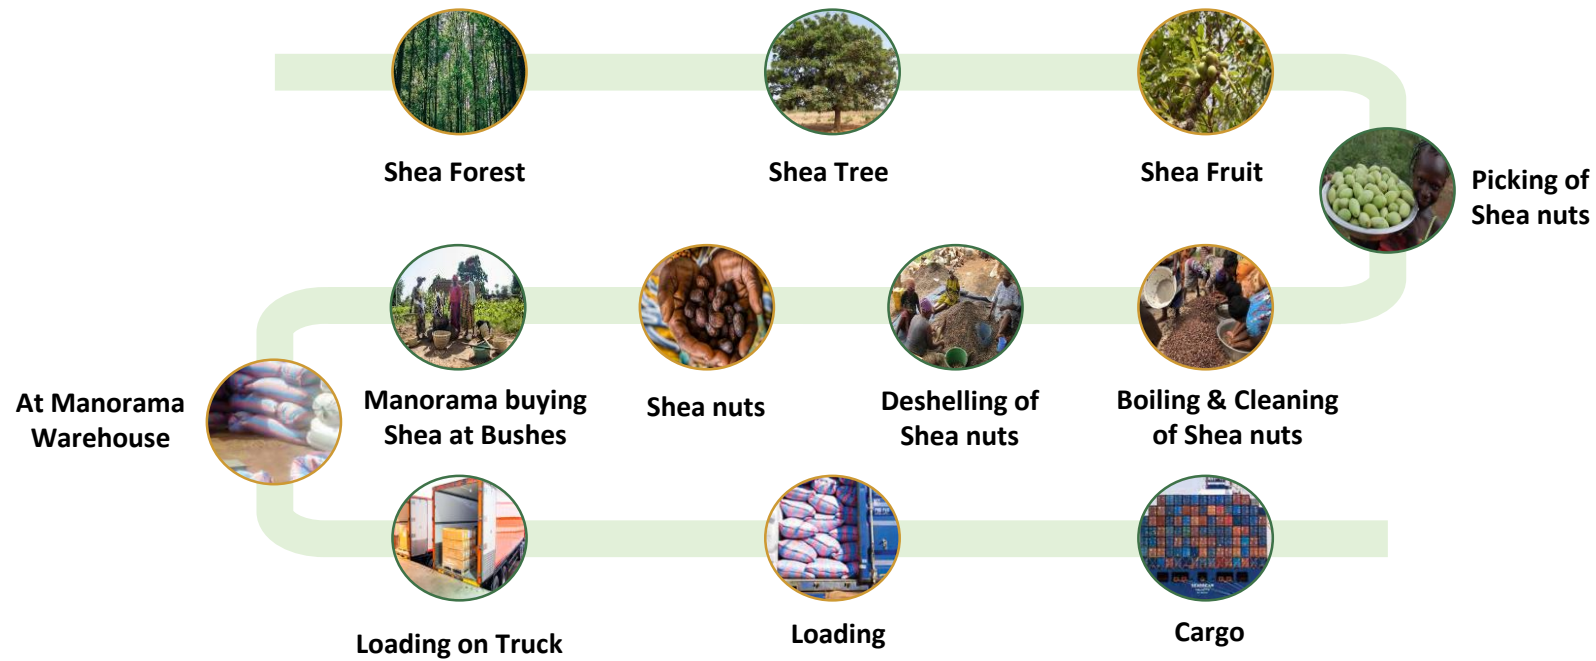 Shea Forest
Shea Tree
Shea Fruit
Picking of
Shea nuts
Boiling & Cleaning
of Shea nuts
Deshelling of
Shea nuts
Shea nuts
Manorama buying
Shea at Bushes
At Manorama
Warehouse
Loading on Truck
Loading
Cargo